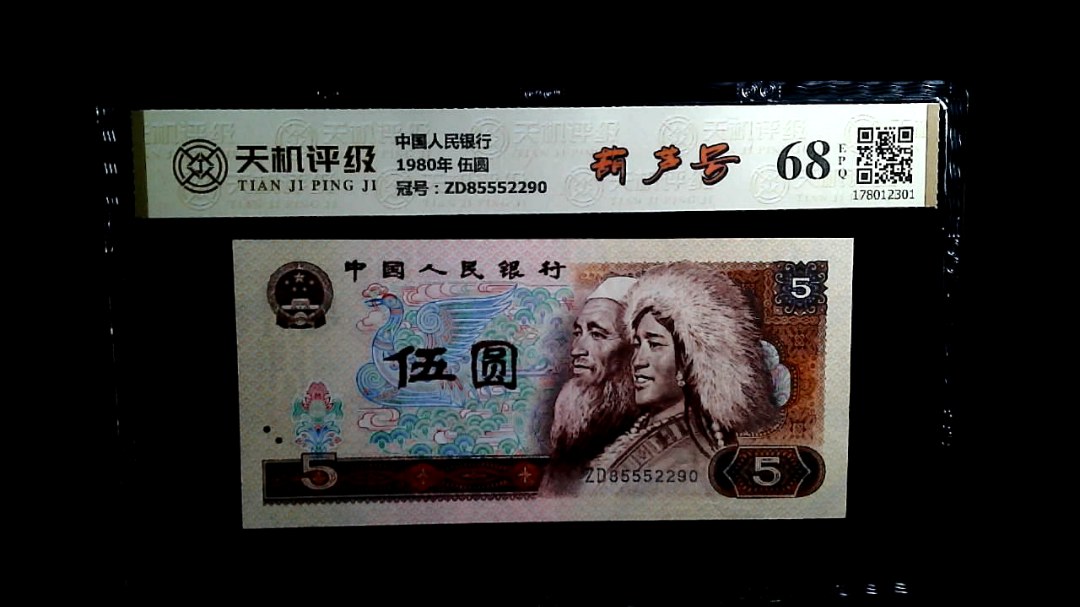 天机评级
TIAN JI PING JI
中国人民银行
1980年 伍圆
冠号：ZD85552290
葫芦号
68
EPQ
178012301
中国人民银行
5
伍圆
5
ZD85552290
5